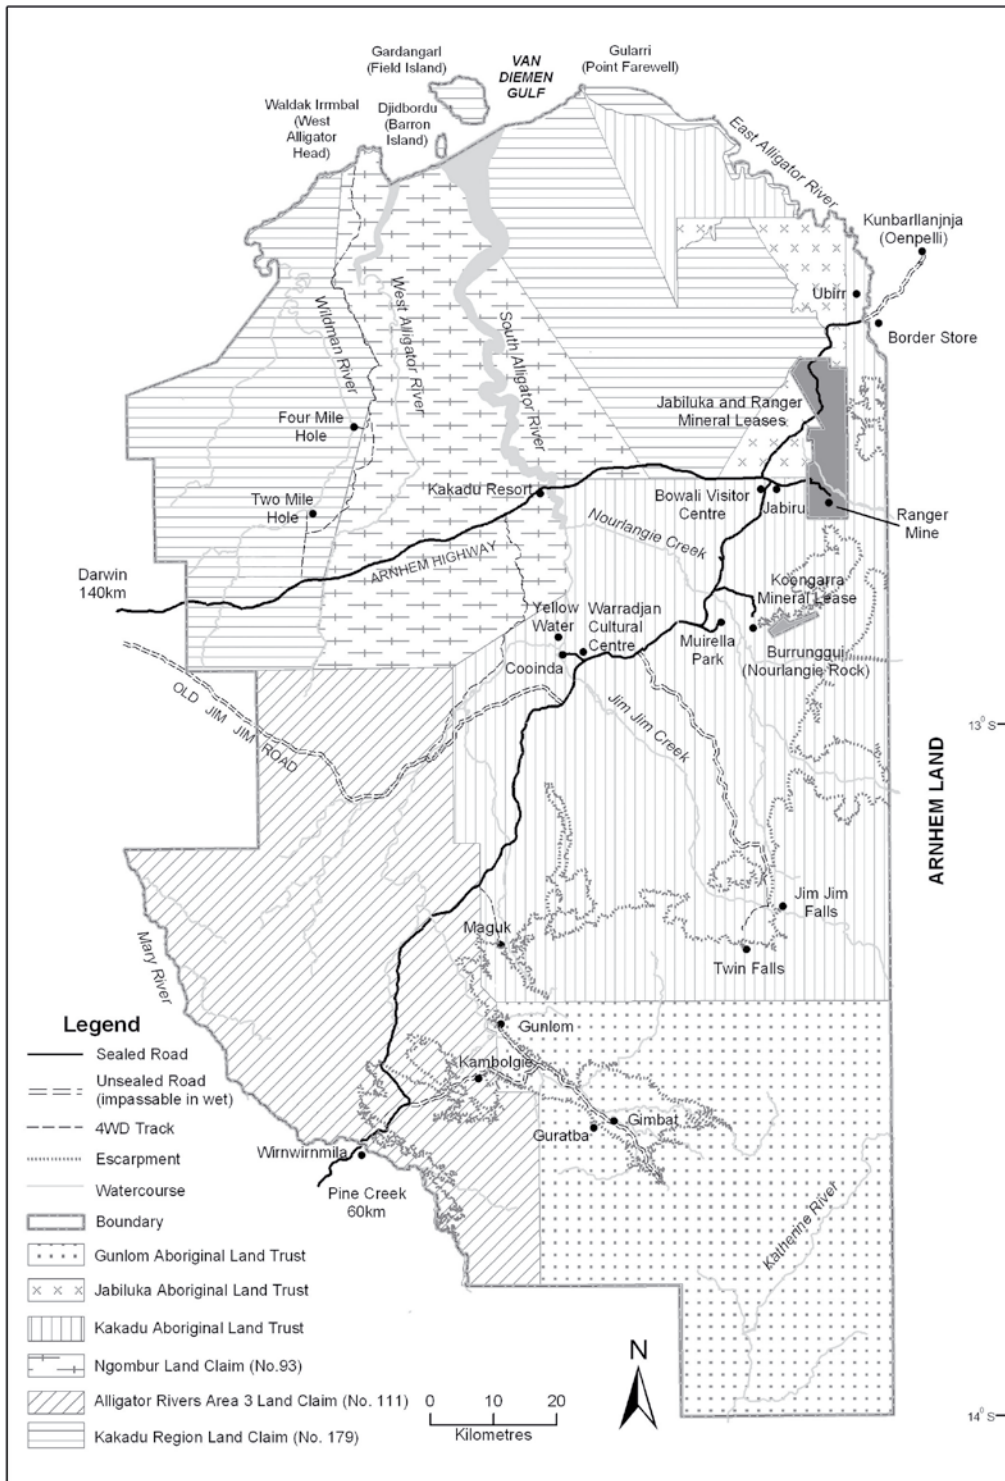 Gardangarl
(Field Island)
VAN
DIEMEN
GULF
Gularri
(Point Farewell)
Waldak Irrmbal
(West
Alligator
Head)
Djidbordu
(Barron
Island)
East Alligator River
Kunbarllanjnja
(Oenpelli)
Ubirr
Border Store
Wildman River
West Alligator River
South Alligator River
Jabiluka and Ranger
Mineral Leases
Four Mile
Hole
Two Mile
Hole
Kakadu Resort
Bowali Visitor
Centre
Jabiru
Ranger
Mine
Nourlangie Creek
ARNHEM HIGHWAY
Darwin
140km
Koongarra
Mineral Lease
Yellow
Water
Warradjan
Cultural
Centre
Muirella
Park
Cooinda
Burrunggui
(Nourlangie Rock)
OLD JIM JIM ROAD
Jim Jim Creek
13° S
ARNHEM LAND
Jim Jim
Falls
Maguk
Twin Falls
Mary River
Gunlom
Kambolgie
Gimbat
Guratba
Wirnwirnmila
Pine Creek
60km
Katherine River
Legend
Sealed Road
Unsealed Road
(impassable in wet)
4WD Track
Escarpment
Watercourse
Boundary
Gunlom Aboriginal Land Trust
Jabiluka Aboriginal Land Trust
Kakadu Aboriginal Land Trust
Ngombur Land Claim (No.93)
Alligator Rivers Area 3 Land Claim (No. 111)
Kakadu Region Land Claim (No. 179)
N
0 10 20
Kilometres
14° S